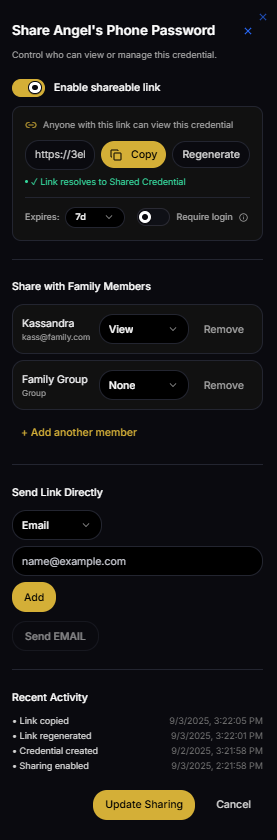 Share Angel's Phone Password
Control who can view or manage this credential.
Enable shareable link
Anyone with this link can view this credential
https://3el
Copy
Regenerate
• ✓ Link resolves to Shared Credential
Expires:
7d
Require login
Share with Family Members
Kassandra
kass@family.com
View
Remove
Family Group
Group
None
Remove
+ Add another member
Send Link Directly
Email
name@example.com
Add
Send EMAIL
Recent Activity
• Link copied 9/3/2025, 3:22:05 PM
• Link regenerated 9/3/2025, 3:22:01 PM
• Credential created 9/2/2025, 3:21:58 PM
• Sharing enabled 9/3/2025, 2:21:58 PM
Update Sharing
Cancel